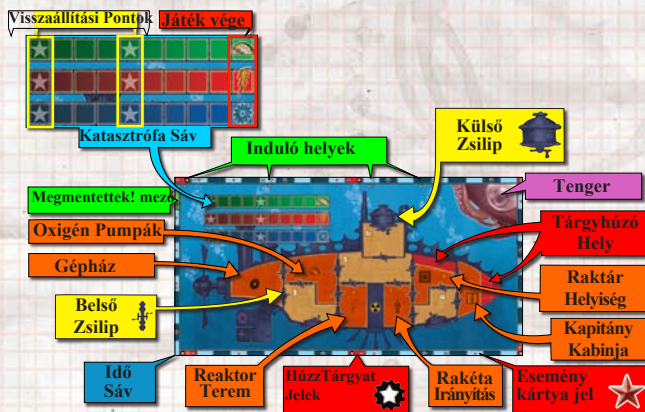 Visszaállítási Pontok
Játék vége
Katasztrófa Sáv
Induló helyek
Külső
Zsilip
Megmentettek! mező
Tenger
Oxigén Pumpák
Tárgyhúzó
Hely
Gépház
Raktár
Helyiség
Belső
Zsilip
Kapitány
Kabinja
Idő
Sáv
Reaktor
Terem
HúzzTárgyat
Jelek
Rakéta
Irányítás
Esemény
kártya jel